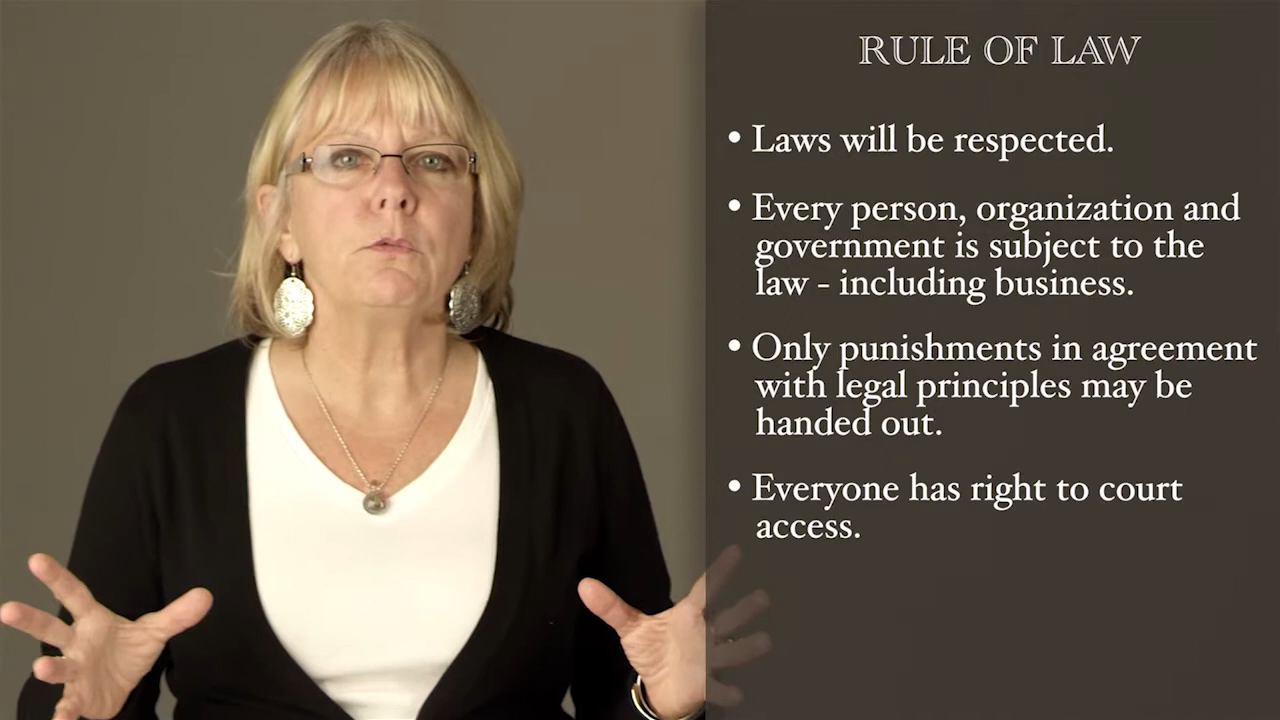 RULE OF LAW
• Laws will be respected.
• Every person, organization and
government is subject to the
law - including business.
• Only punishments in agreement
with legal principles may be
handed out.
• Everyone has right to court
access.